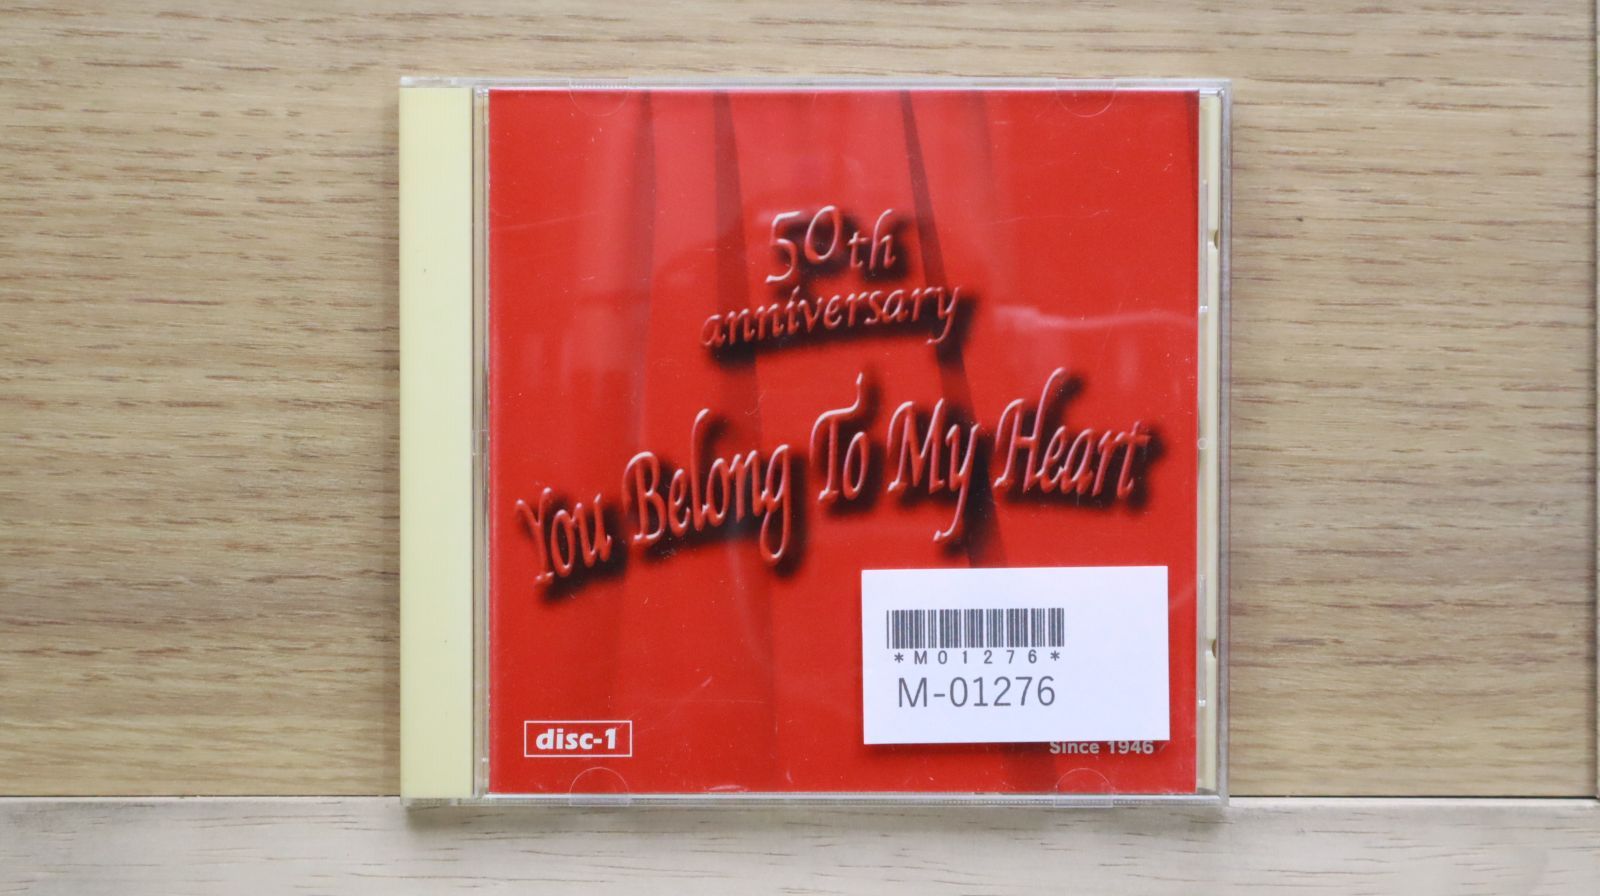 50th
anniversary
You Belong To My Heart
*M01276*
M-01276
disc-1
Since 1946